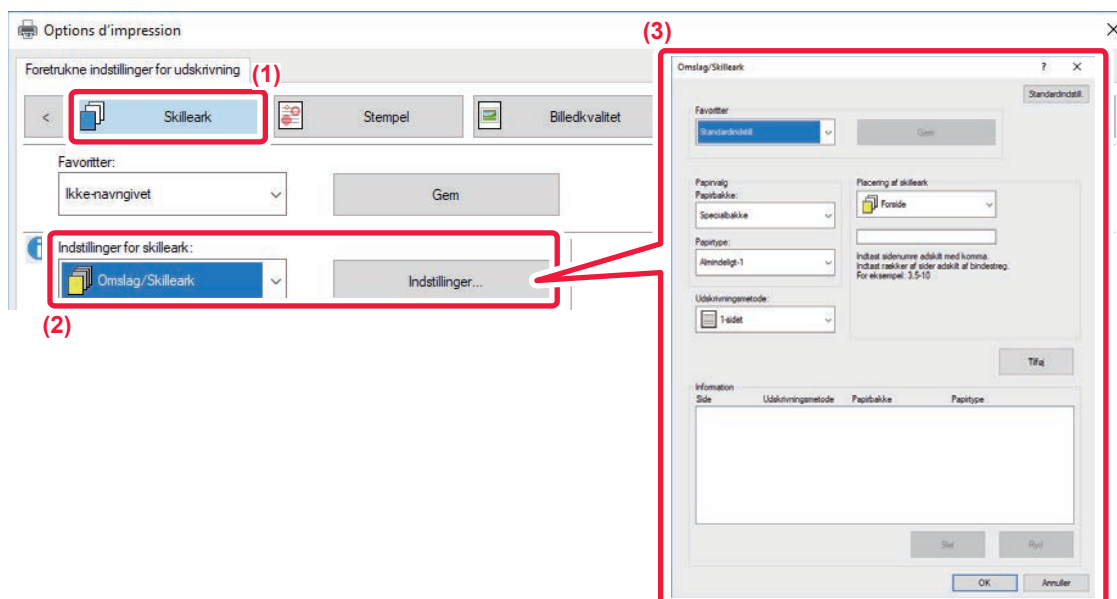 Options d'impression
Foretrukne indstillinger for udskrivning
(1)
<
Skilleark
Stempel
Billedkvalitet
Favoritter:
Ikke-navngivet
Gem
Indstillinger for skilleark:
Omslag/Skilleark
Indstillinger...
(2)
(3)
Omslag/Skilleark
?
Standardindstill.
Favoritter
Standardindstill
Gem
Papirvalg
Papirbakke:
Specialbakke
Papirtype:
Almindeligt-1
Udskrivningsmetode:
1-sidet
Placering af skilleark
Forside
Indtast sidenumre adskilt med komma.
Indtast rækker af sider adskilt af bindestreg.
For eksempel: 3,5-10
Tilføj
Information
Side Udskrivningsmetode Papirbakke Papirtype
Slet
Ryd
OK
Annuller